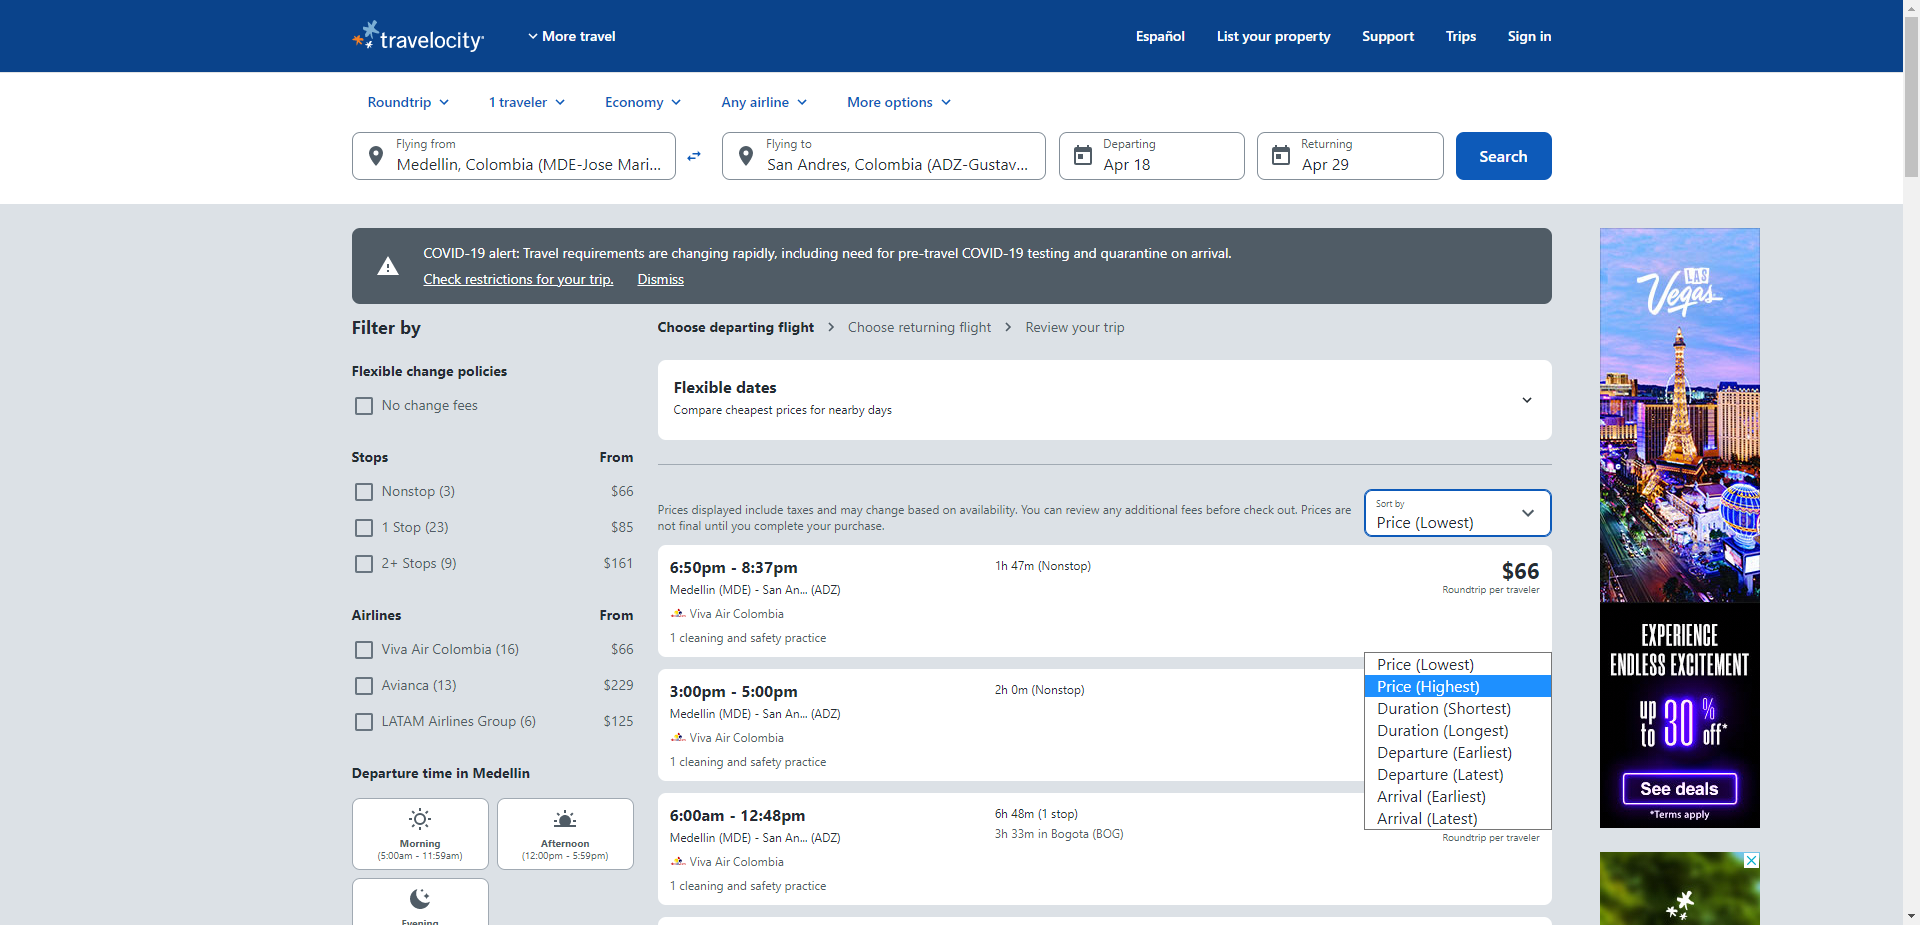 travelocity
More travel
Español
List your property
Support
Trips
Sign in
Roundtrip
1 traveler
Economy
Any airline
More options
Flying from
Medellin, Colombia (MDE-Jose Mari...
Flying to
San Andres, Colombia (ADZ-Gustav...
Departing
Apr 18
Returning
Apr 29
Search
COVID-19 alert: Travel requirements are changing rapidly, including need for pre-travel COVID-19 testing and quarantine on arrival.
Check restrictions for your trip.
Dismiss
Filter by
Flexible change policies
No change fees
Stops From
Nonstop (3) $66
1 Stop (23) $85
2+ Stops (9) $161
Airlines From
Viva Air Colombia (16) $66
Avianca (13) $229
LATAM Airlines Group (6) $125
Departure time in Medellin
Morning
(5:00am - 11:59am)
Afternoon
(12:00pm - 5:59pm)
Evening
Choose departing flight
Choose returning flight
Review your trip
Flexible dates
Compare cheapest prices for nearby days
Prices displayed include taxes and may change based on availability. You can review any additional fees before check out. Prices are
not final until you complete your purchase.
Sort by
Price (Lowest)
6:50pm - 8:37pm
Medellin (MDE) - San An... (ADZ)
Viva Air Colombia
1 cleaning and safety practice
1h 47m (Nonstop)
$66
Roundtrip per traveler
3:00pm - 5:00pm
Medellin (MDE) - San An... (ADZ)
Viva Air Colombia
1 cleaning and safety practice
2h 0m (Nonstop)
6:00am - 12:48pm
Medellin (MDE) - San An... (ADZ)
Viva Air Colombia
1 cleaning and safety practice
6h 48m (1 stop)
3h 33m in Bogota (BOG)
Roundtrip per traveler
Price (Lowest)
Price (Highest)
Duration (Shortest)
Duration (Longest)
Departure (Earliest)
Departure (Latest)
Arrival (Earliest)
Arrival (Latest)
LAS
Vegas
EXPERIENCE
ENDLESS EXCITEMENT
up to 30% off*
See deals
*Terms apply